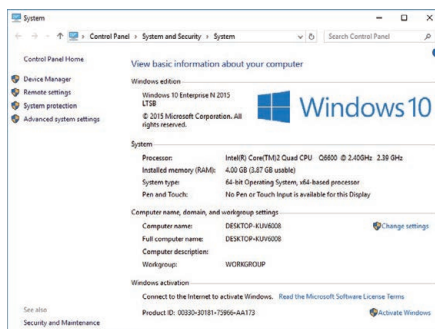 System
Control Panel > System and Security > System
Search Control Panel
Control Panel Home
Device Manager
Remote settings
System protection
Advanced system settings
View basic information about your computer
Windows edition
Windows 10 Enterprise N 2015
LTSB
© 2015 Microsoft Corporation. All
rights reserved.
Windows 10
System
Processor: Intel(R) Core(TM)2 Quad CPU Q6600 @ 2.40GHz 2.39 GHz
Installed memory (RAM): 4.00 GB (3.87 GB usable)
System type: 64-bit Operating System, x64-based processor
Pen and Touch: No Pen or Touch Input is available for this Display
Computer name, domain, and workgroup settings
Computer name: DESKTOP-KUV6008
Change settings
Full computer name: DESKTOP-KUV6008
Computer description:
Workgroup: WORKGROUP
Windows activation
Connect to the Internet to activate Windows. Read the Microsoft Software License Terms
Product ID: 00330-30181-75966-AA173
Activate Windows
See also
Security and Maintenance